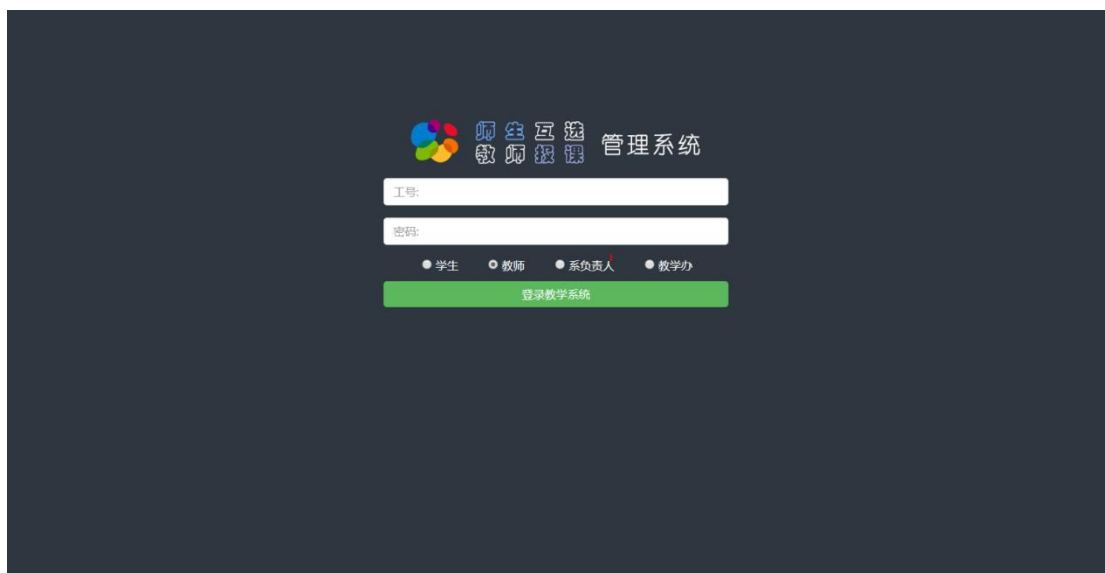 师生互选
教师报课
管理系统
工号:
密码:
学生 教师 系负责人 教学办
登录教学系统